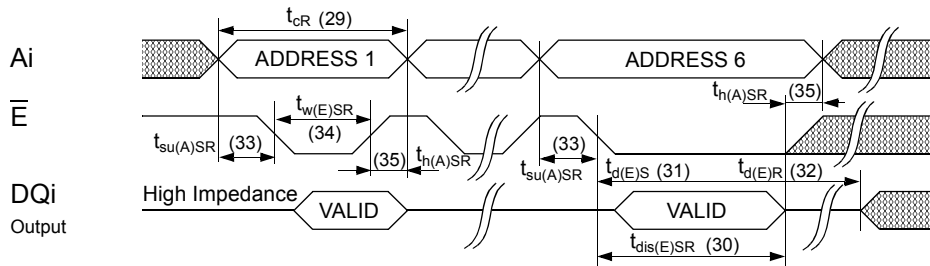 t_cR (29)
Ai ADDRESS 1 ADDRESS 6
t_h(A)SR (35)
E
t_w(E)SR
(34)
t_su(A)SR (33) (35) t_h(A)SR (33)
t_su(A)SR
t_d(E)S (31) t_d(E)R (32)
DQi High Impedance
VALID VALID
Output
t_dis(E)SR (30)